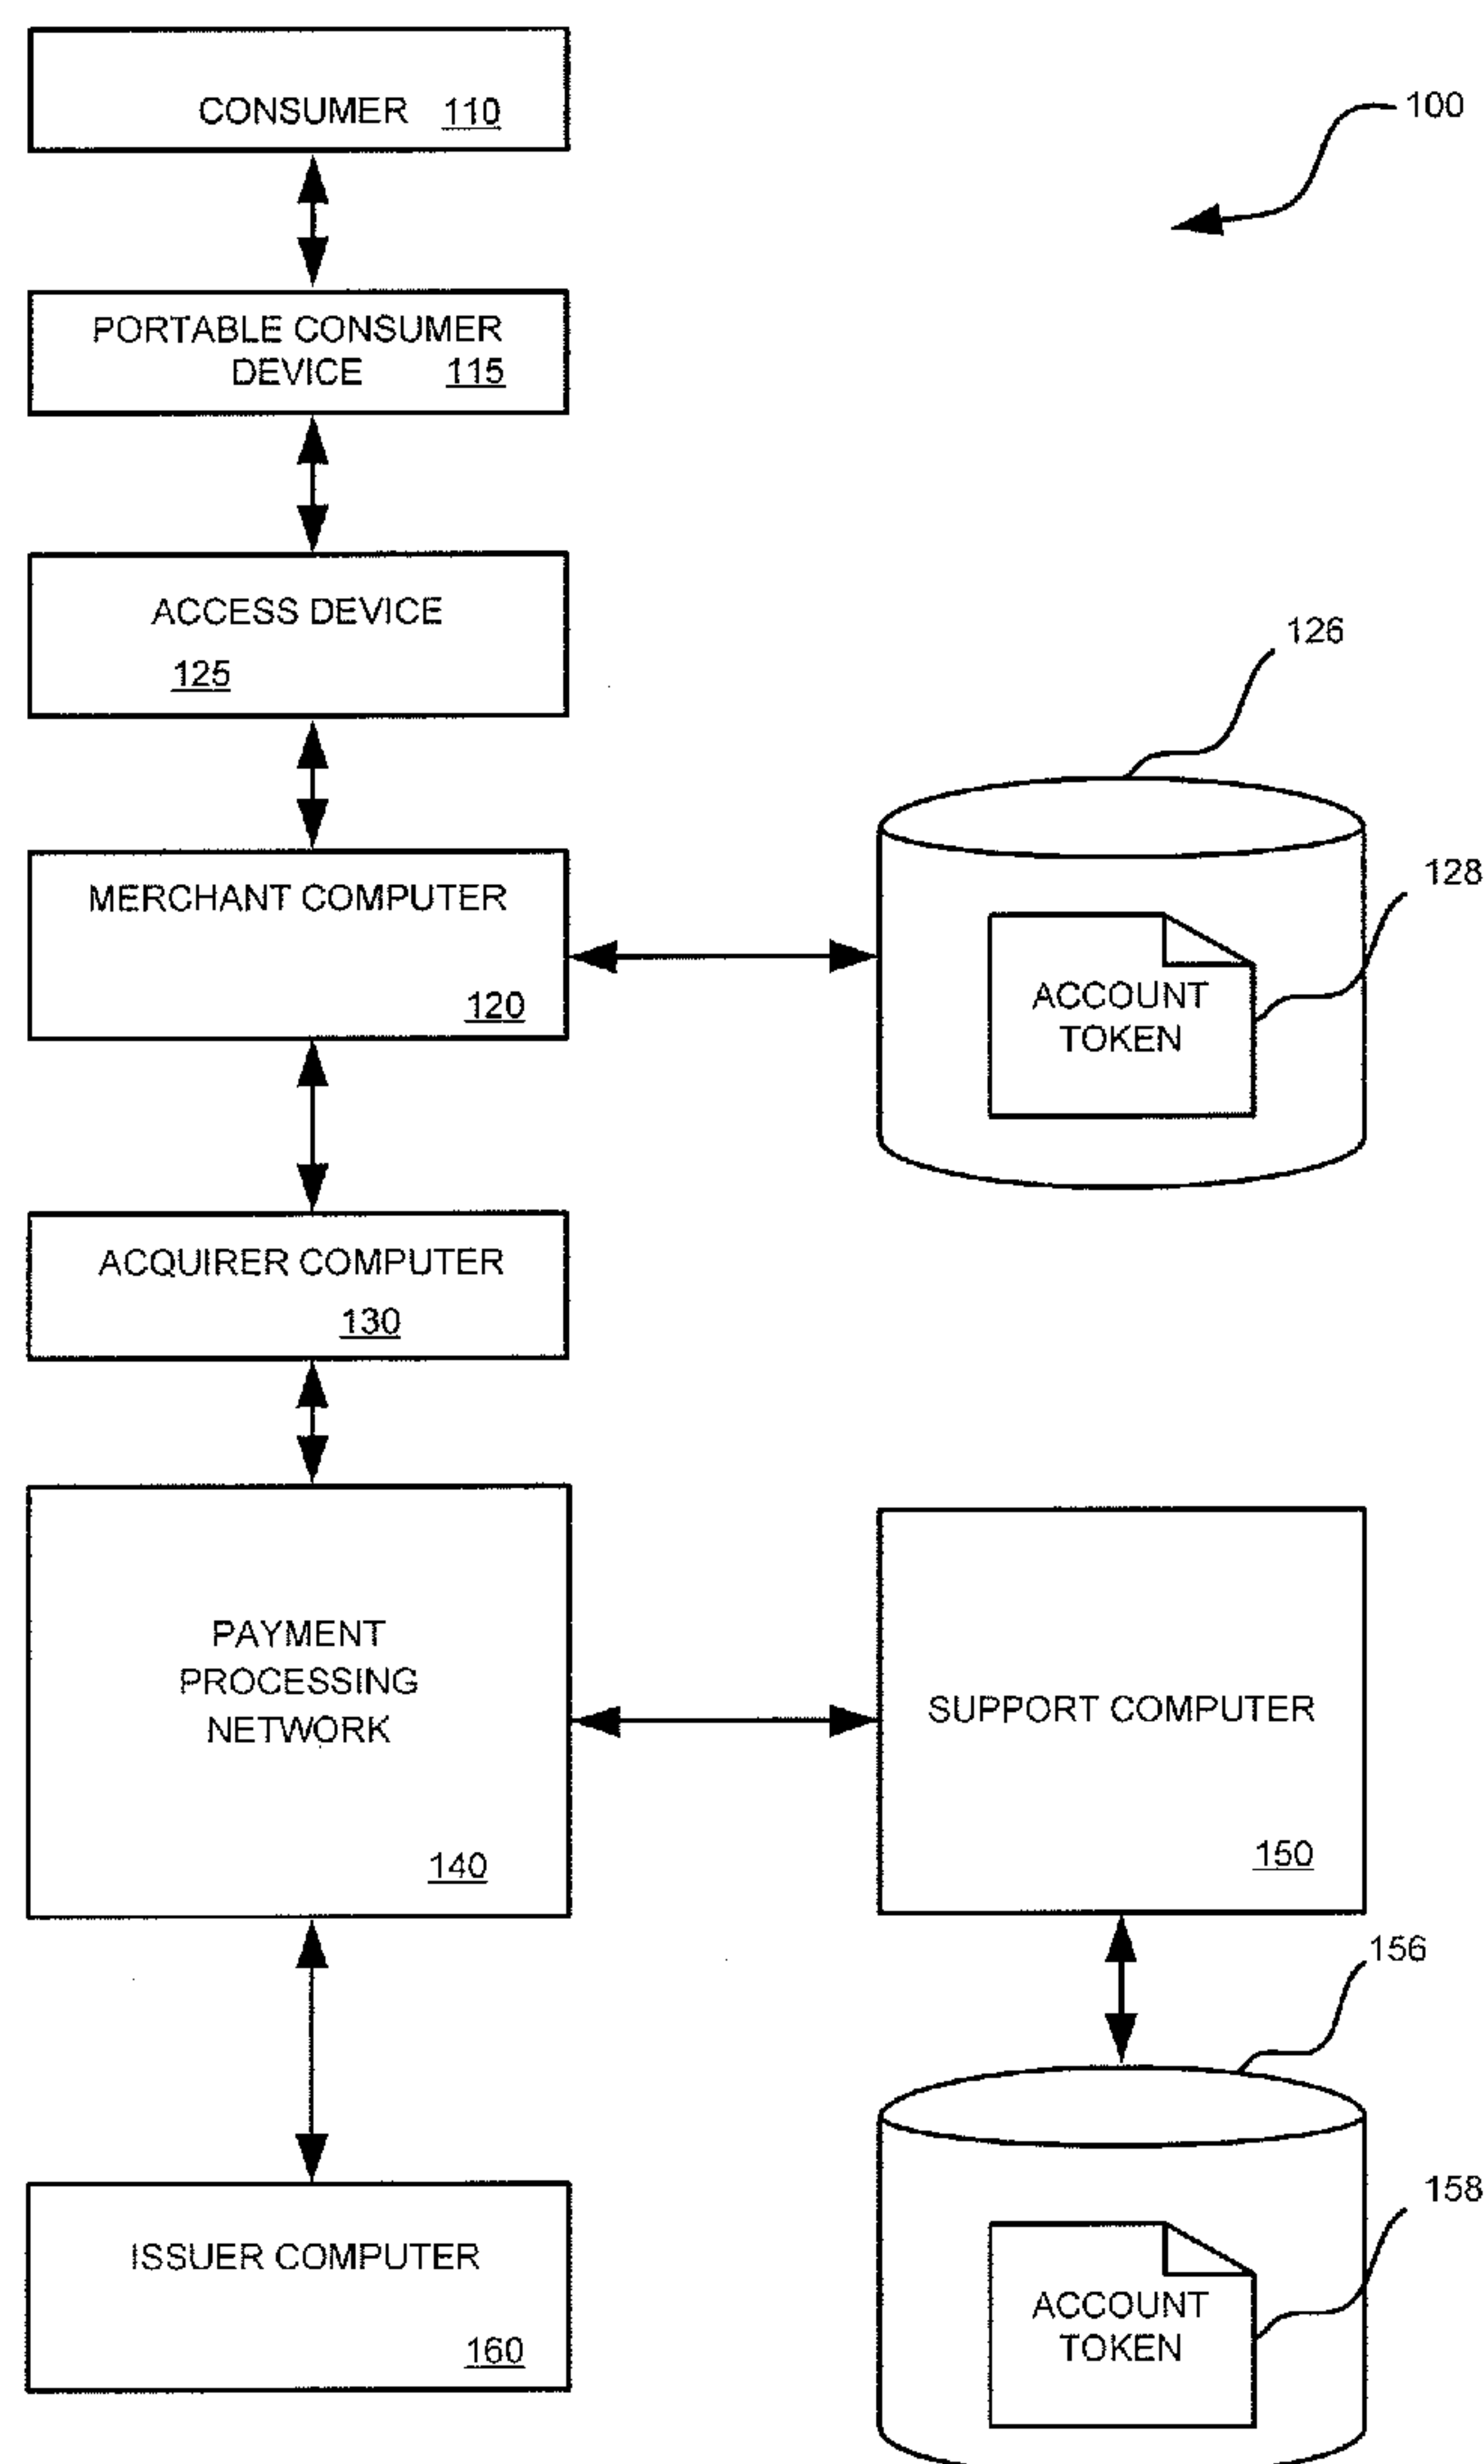 CONSUMER 110
100
PORTABLE CONSUMER
DEVICE 115
ACCESS DEVICE
125
126
MERCHANT COMPUTER
120
128
ACCOUNT
TOKEN
ACQUIRER COMPUTER
130
PAYMENT
PROCESSING
NETWORK
140
SUPPORT COMPUTER
150
156
ISSUER COMPUTER
160
158
ACCOUNT
TOKEN